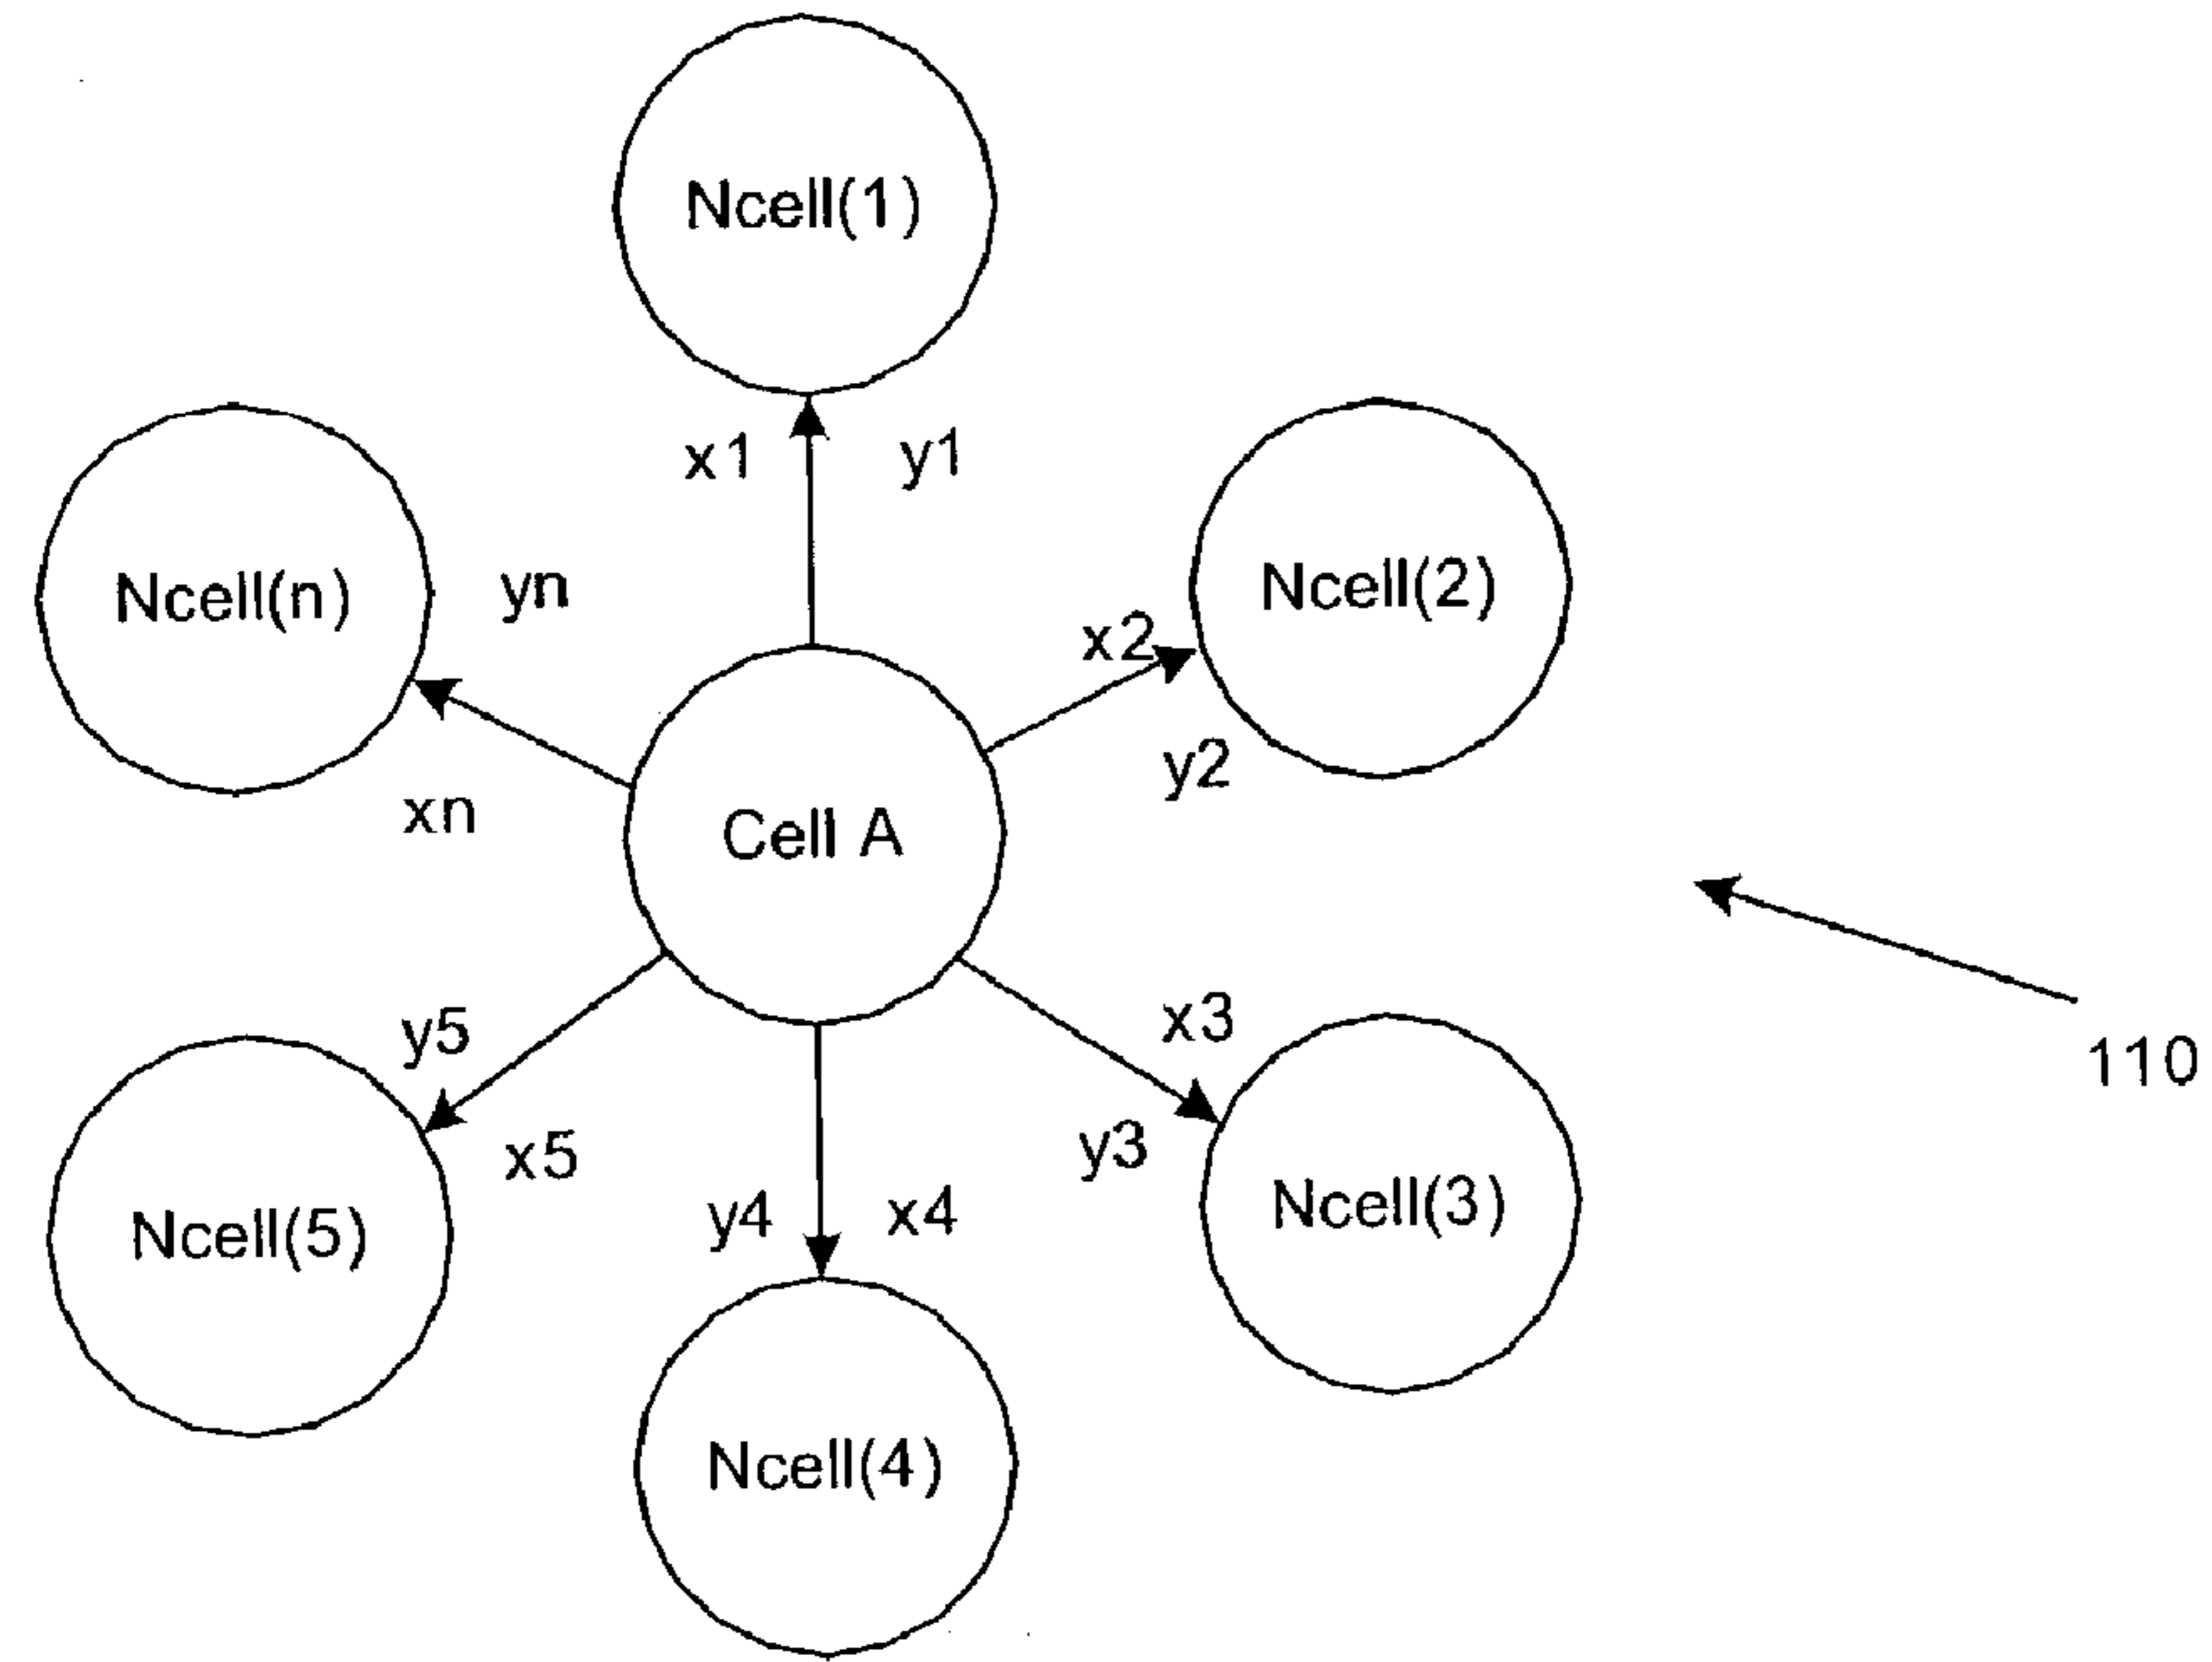 Ncell(1)
x1
y1
Ncell(n)
yn
Ncell(2)
x2
y2
xn
Cell A
y5
x3
110
x5
y3
Ncell(5)
y4
x4
Ncell(3)
Ncell(4)